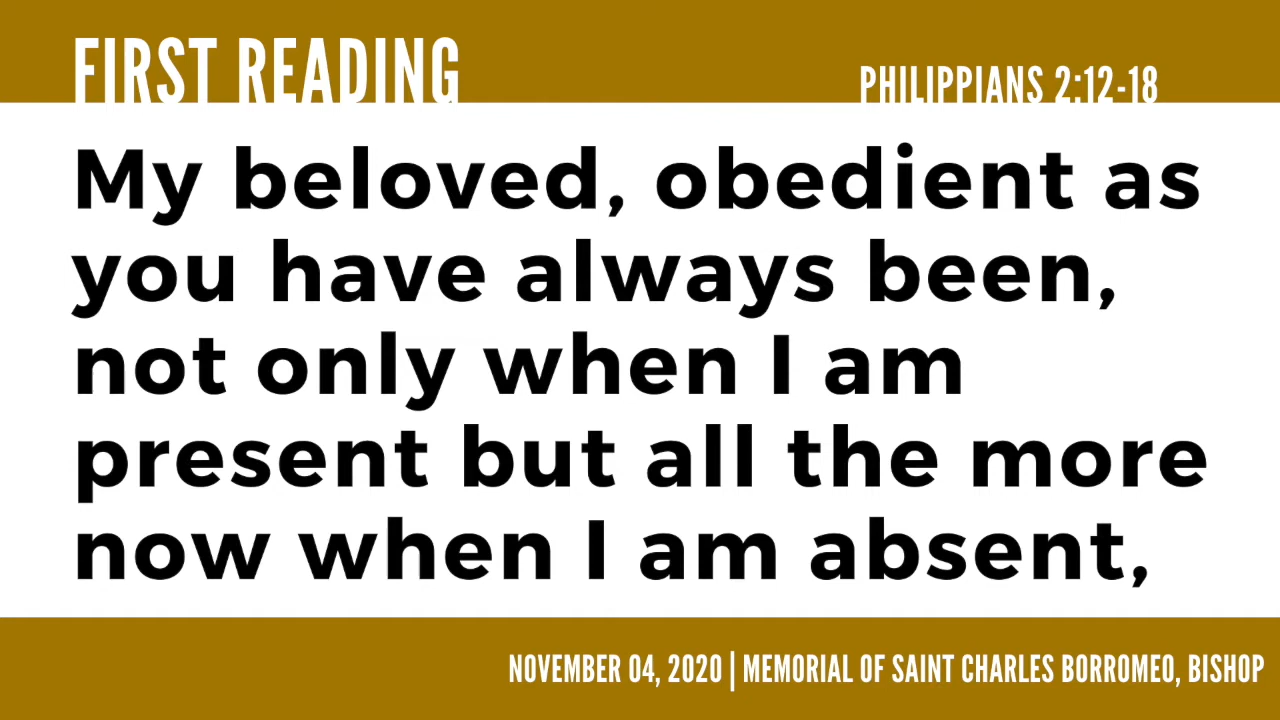 FIRST READING
PHILIPPIANS 2:12-18
My beloved, obedient as
you have always been,
not only when I am
present but all the more
now when I am absent,
NOVEMBER 04, 2020 | MEMORIAL OF SAINT CHARLES BORROMEO, BISHOP